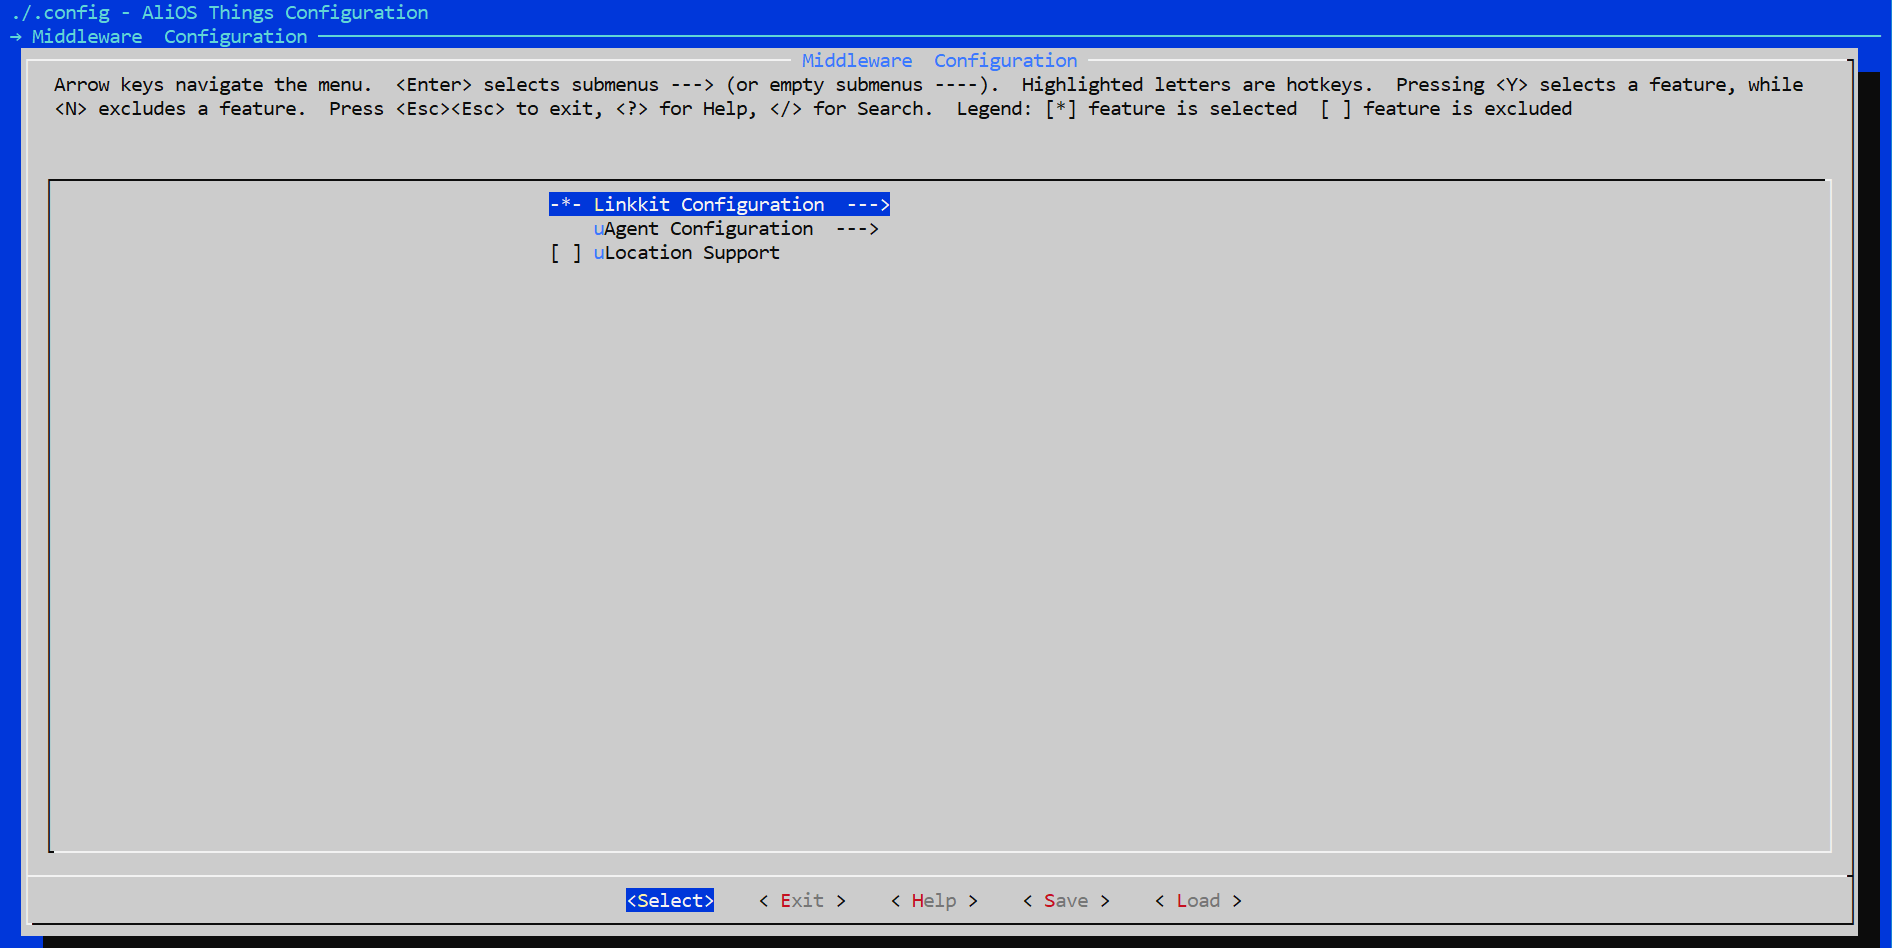 ./.config - AliOS Things Configuration
→ Middleware  Configuration
Middleware  Configuration
Arrow keys navigate the menu.  <Enter> selects submenus ---> (or empty submenus ----).  Highlighted letters are hotkeys.  Pressing <Y> selects a feature, while
<N> excludes a feature.  Press <Esc><Esc> to exit, <?> for Help, </> for Search.  Legend: [*] feature is selected  [ ] feature is excluded
-*- Linkkit Configuration  --->
uAgent Configuration  --->
[ ] uLocation Support
<Select>    < Exit >    < Help >    < Save >    < Load >